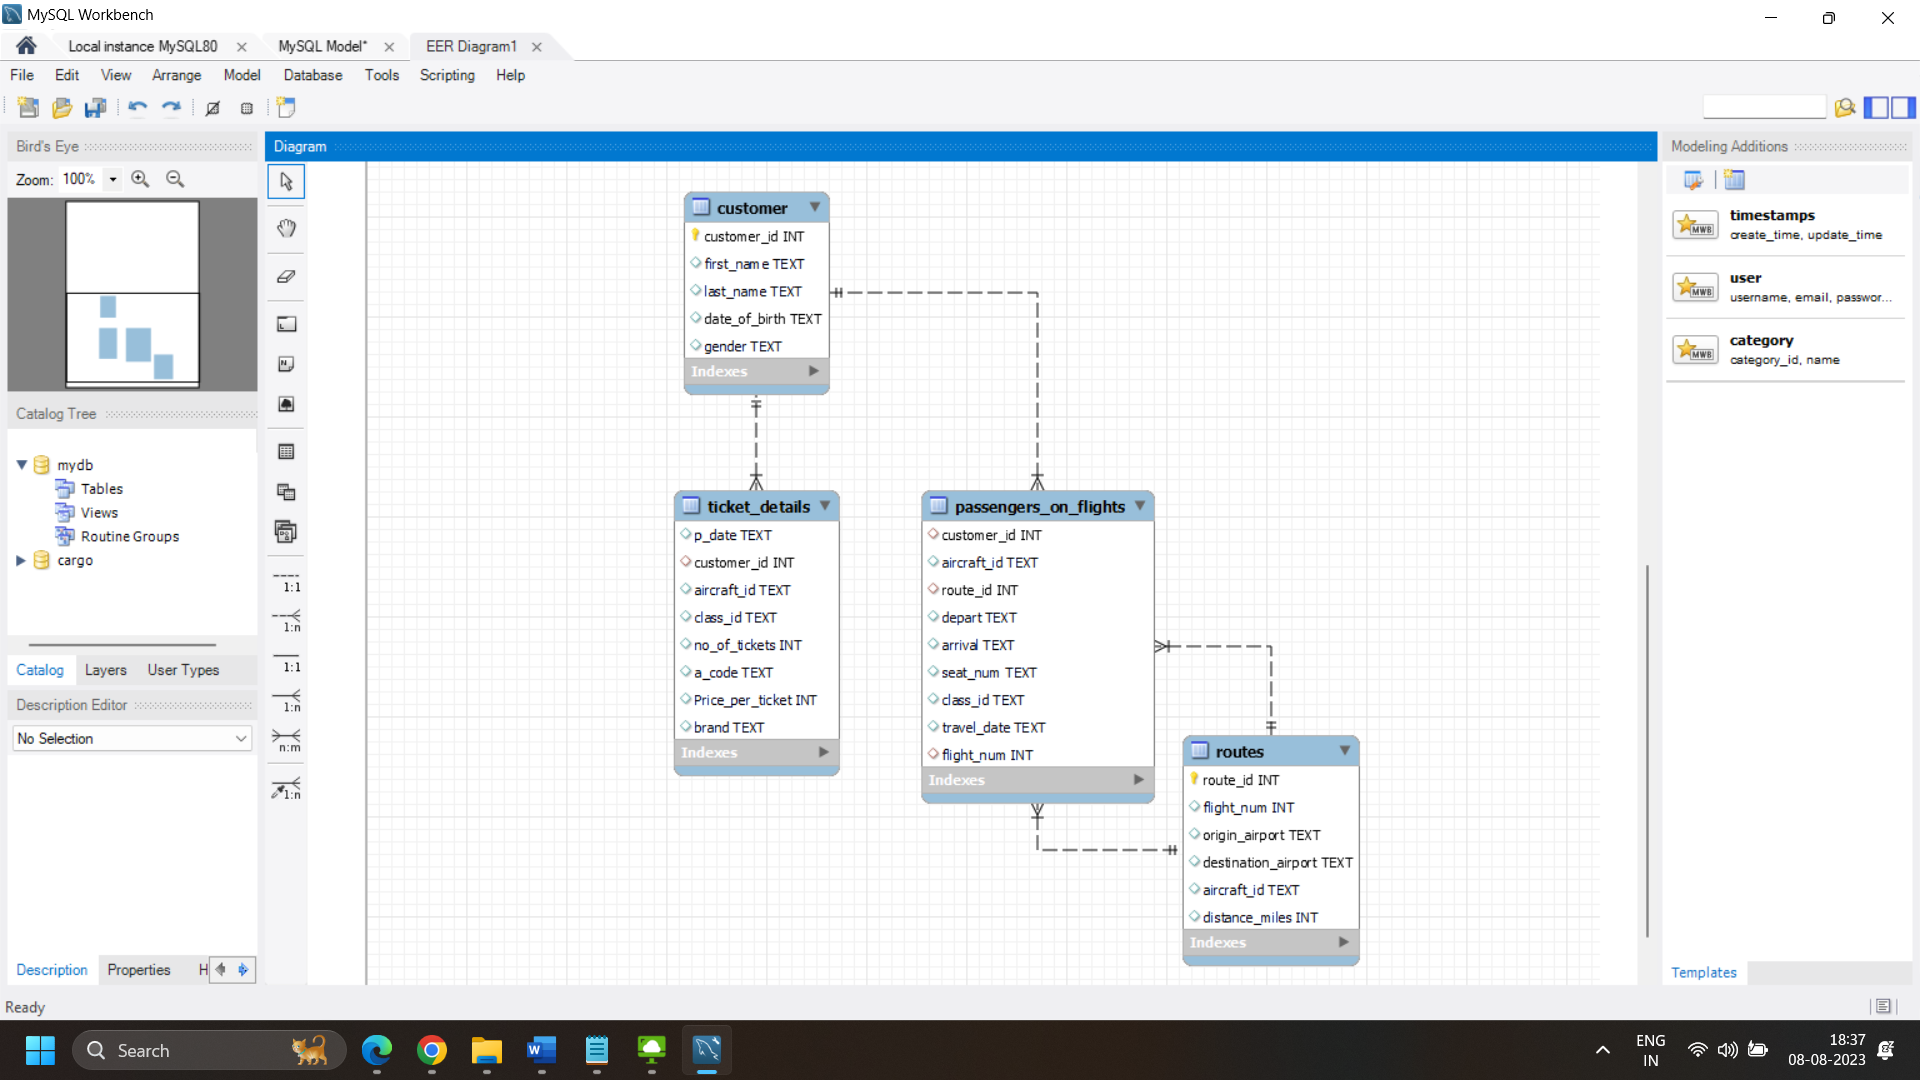 MySQL Workbench
Local instance MySQL80
MySQL Model*
EER Diagram1
File Edit View Arrange Model Database Tools Scripting Help
Bird's Eye
Zoom: 100%
Catalog Tree
mydb
Tables
Views
Routine Groups
cargo
Catalog Layers User Types
Description Editor
No Selection
Description Properties H
Ready
1:1
1:n
1:1
1:n
n:m
1:n
Diagram
customer
customer_id INT
first_name TEXT
last_name TEXT
date_of_birth TEXT
gender TEXT
Indexes
ticket_details
p_date TEXT
customer_id INT
aircraft_id TEXT
class_id TEXT
no_of_tickets INT
a_code TEXT
Price_per_ticket INT
brand TEXT
Indexes
passengers_on_flights
customer_id INT
aircraft_id TEXT
route_id INT
depart TEXT
arrival TEXT
seat_num TEXT
class_id TEXT
travel_date TEXT
flight_num INT
Indexes
routes
route_id INT
flight_num INT
origin_airport TEXT
destination_airport TEXT
aircraft_id TEXT
distance_miles INT
Indexes
Modeling Additions
MWB
timestamps
create_time, update_time
MWB
user
username, email, passwor...
MWB
category
category_id, name
Templates
Search
ENG
IN
18:37
08-08-2023